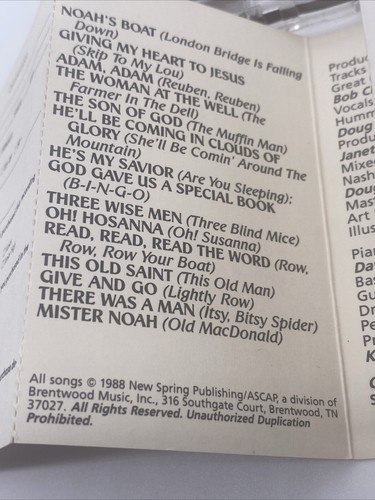 NOAH'S BOAT (London Bridge Is Falling
Down)
GIVING MY HEART TO JESUS
(Skip To My Lou)
ADAM, ADAM (Reuben, Reuben)
THE WOMAN AT THE WELL (The
Farmer In The Dell)
THE SON OF GOD (The Muffin Man)
HE'LL BE COMING IN CLOUDS OF
GLORY (She'll Be Comin' Around The
Mountain)
HE'S MY SAVIOR (Are You Sleeping):
GOD GAVE US A SPECIAL BOOK
(B-I-N-G-O)
THREE WISE MEN (Three Blind Mice)
OH! HOSANNA (Oh! Susanna)
READ, READ, READ THE WORD (Row,
Row, Row Your Boat)
THIS OLD SAINT (This Old Man)
GIVE AND GO (Lightly Row)
THERE WAS A MAN (Itsy, Bitsy Spider)
MISTER NOAH (Old MacDonald)
All songs © 1988 New Spring Publishing/ASCAP, a division of
Brentwood Music, Inc., 316 Southgate Court, Brentwood, TN
37027. All Rights Reserved. Unauthorized Duplication
Prohibited.
Produ
Tracks
Great
Bob C
Vocals
Humm
Doug
Produ
Janet
Mixe
Nash
Doug
Mas
Art
Illus
Pia
Da
Bas
Gu
Dr
Pe
Pr
K